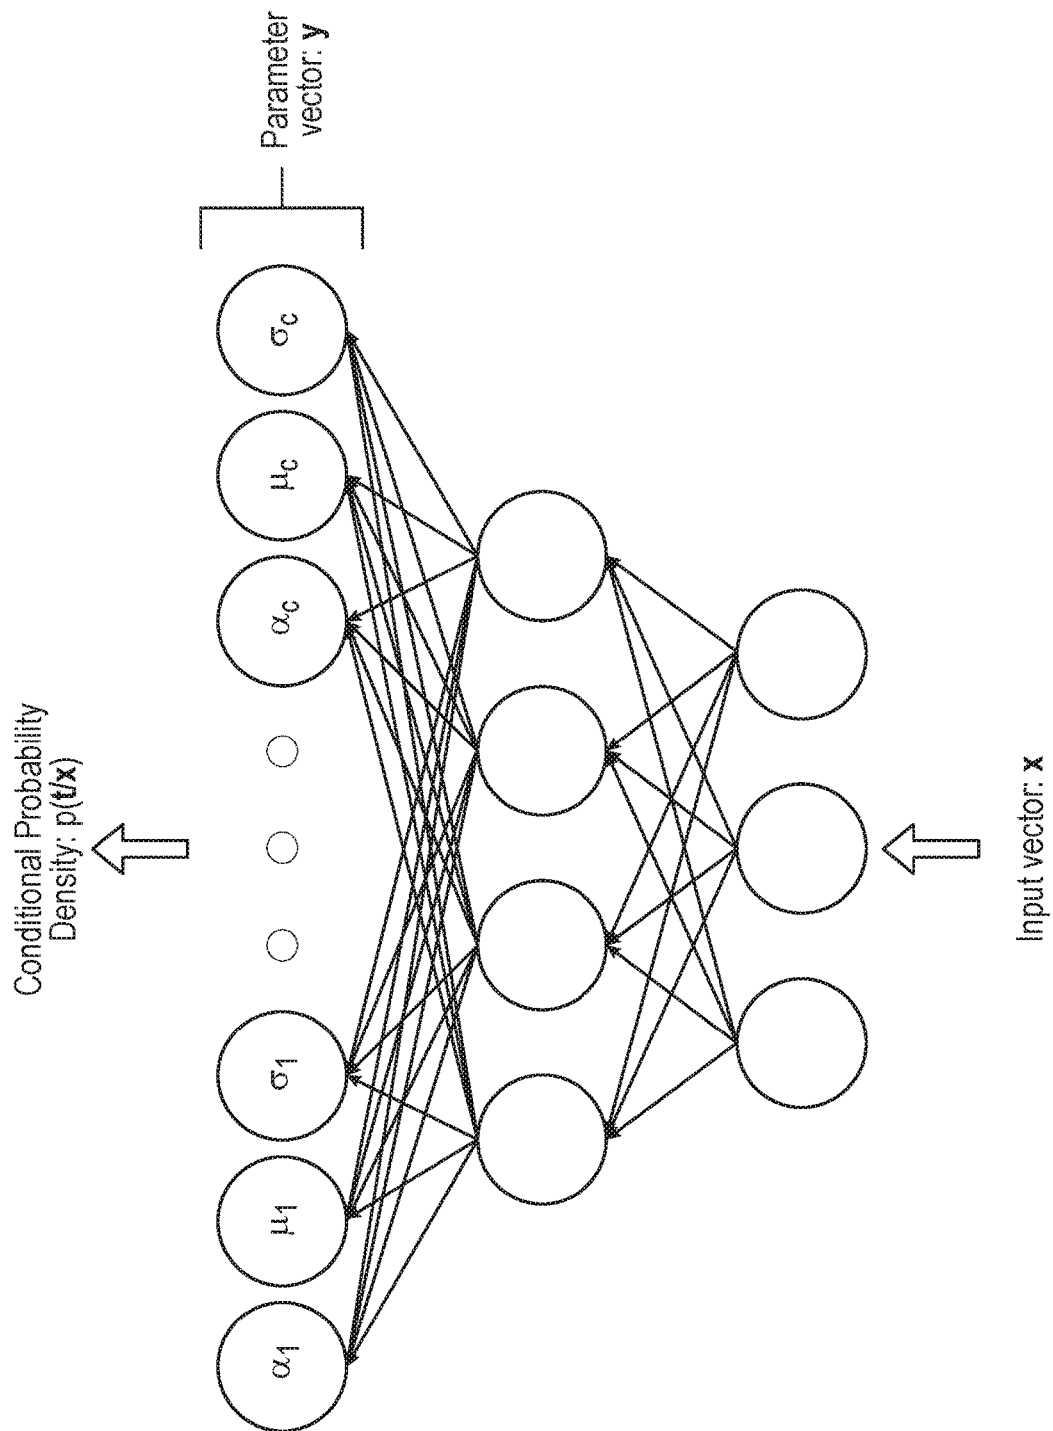 Conditional Probability
Density: p(t/x)
α1
μ1
σ1
αc
μc
σc
Parameter
vector: y
Input vector: x